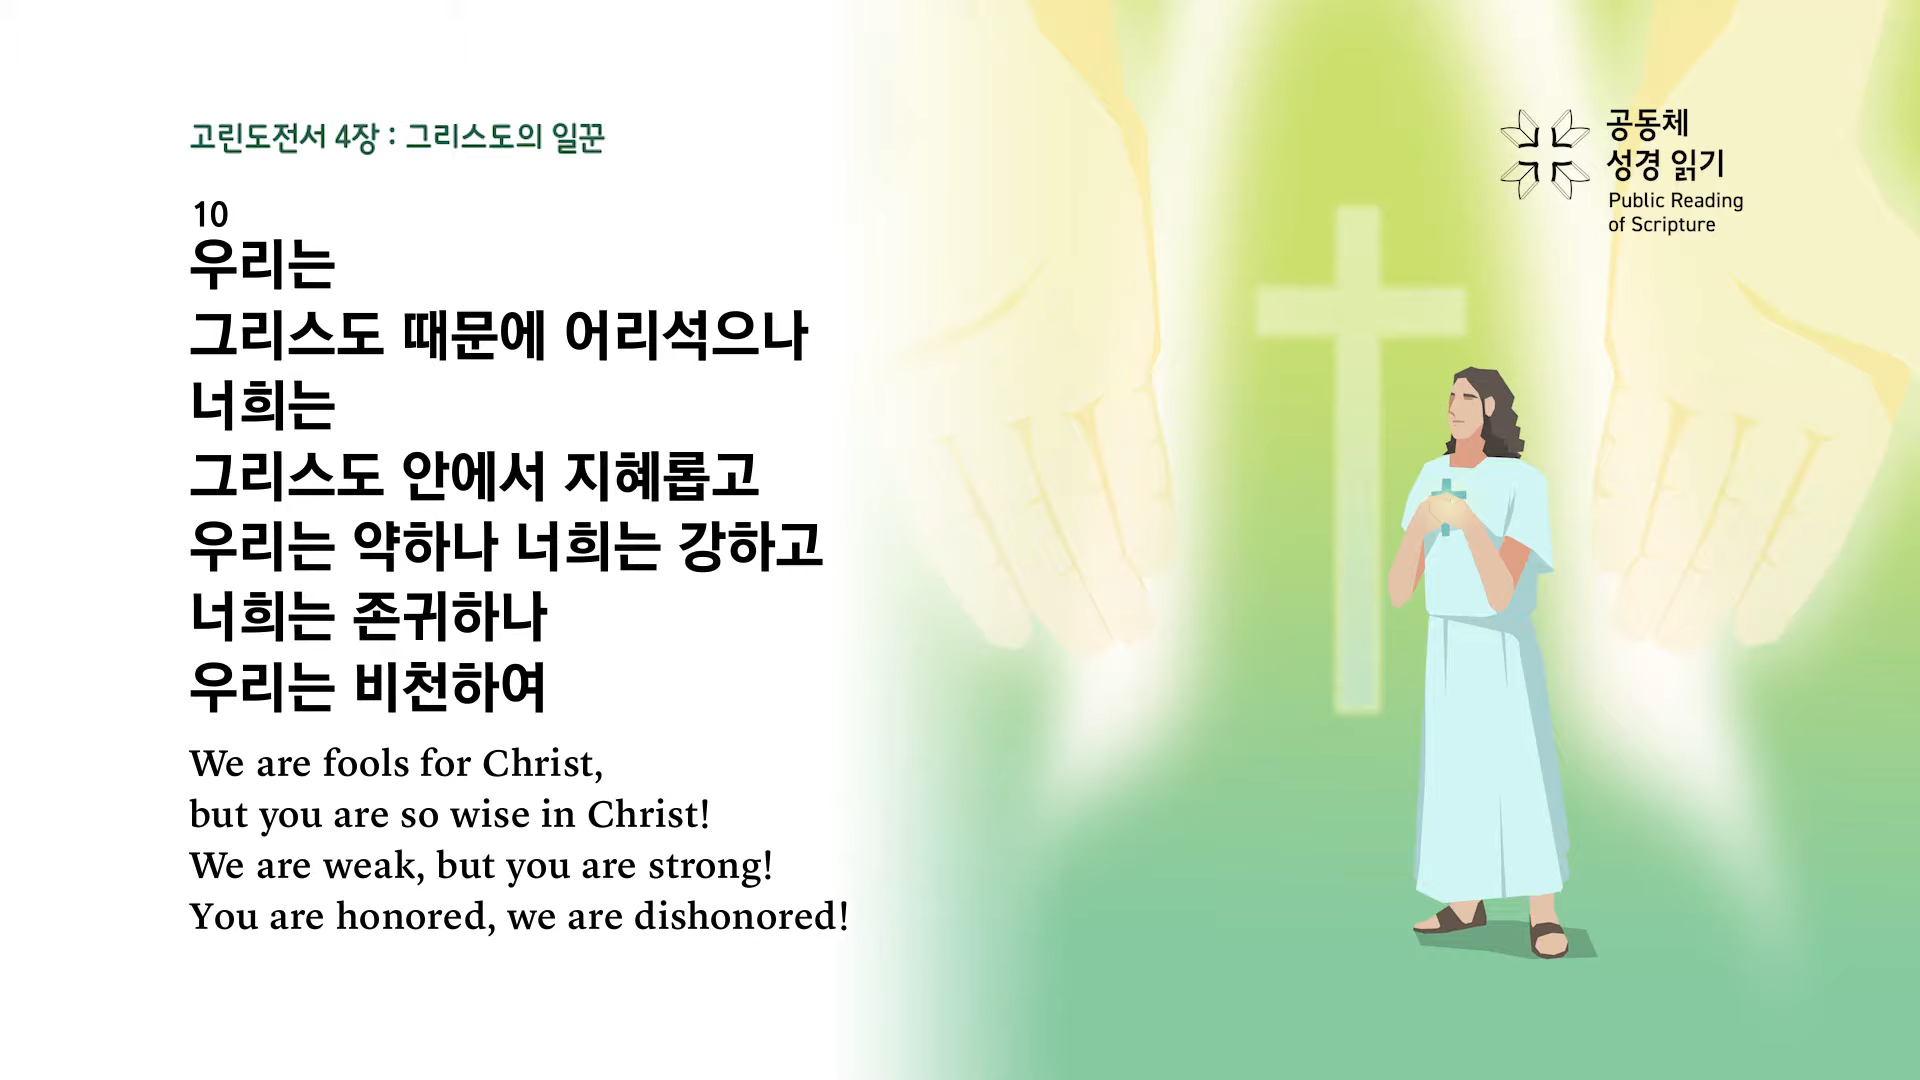 고린도전서 4장 : 그리스도의 일꾼
10
우리는
그리스도 때문에 어리석으나
너희는
그리스도 안에서 지혜롭고
우리는 약하나 너희는 강하고
너희는 존귀하나
우리는 비천하여
We are fools for Christ,
but you are so wise in Christ!
We are weak, but you are strong!
You are honored, we are dishonored!
공동체
성경 읽기
Public Reading
of Scripture